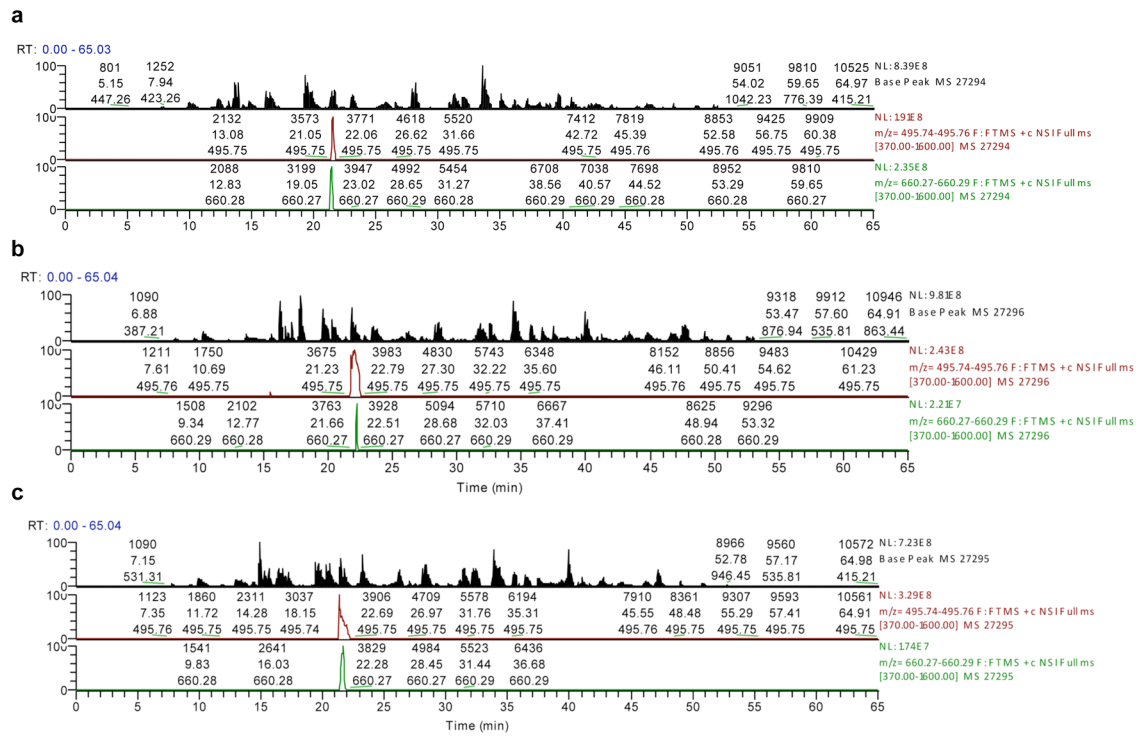 a
RT: 0.00 - 65.03
801 1252 9051 9810 10525 NL: 8.39E8
5.15 7.94 54.02 59.65 64.97 Base Peak MS 27294
447.26 423.26 1042.23 776.39 415.21
100
0
2132 3573 3771 4618 5520 7412 7819 8853 9425 9909 NL: 1.91E8
13.08 21.05 22.06 26.62 31.66 42.72 45.39 52.58 56.75 60.38 m/z= 495.74-495.76 F: FTMS + c NSI Full ms
495.75 495.75 495.75 495.75 495.75 495.75 495.76 495.75 495.75 495.75 [370.00-1600.00] MS 27294
100
0
2088 3199 3947 4992 5454 6708 7038 7698 8952 9810 NL: 2.35E8
12.83 19.05 23.02 28.65 31.27 38.56 40.57 44.52 53.29 59.65 m/z= 660.27-660.29 F: FTMS + c NSI Full ms
660.28 660.27 660.27 660.29 660.28 660.29 660.28 660.28 660.28 660.27 [370.00-1600.00] MS 27294
100
0
0 5 10 15 20 25 30 35 40 45 50 55 60 65
b
RT: 0.00 - 65.04
1090 9318 9912 10946 NL: 9.81E8
6.88 53.47 57.60 64.91 Base Peak MS 27296
387.21 876.94 535.81 863.44
100
0
1211 1750 3675 3983 4830 5743 6348 8152 8856 9483 10429 NL: 2.43E8
7.61 10.69 21.23 22.79 27.30 32.22 35.60 46.11 50.41 54.62 61.23 m/z= 495.74-495.76 F: FTMS + c NSI Full ms
495.76 495.75 495.75 495.75 495.75 495.75 495.75 495.76 495.75 495.75 495.75 [370.00-1600.00] MS 27296
100
0
1508 2102 3763 3928 5094 5710 6667 8625 9296 NL: 2.21E7
9.34 12.77 21.66 22.51 28.68 32.03 37.41 48.94 53.32 m/z= 660.27-660.29 F: FTMS + c NSI Full ms
660.29 660.28 660.27 660.27 660.27 660.29 660.29 660.28 660.29 [370.00-1600.00] MS 27296
100
0
0 5 10 15 20 25 30 35 40 45 50 55 60 65
Time (min)
c
RT: 0.00 - 65.04
1090 8966 9560 10572 NL: 7.23E8
7.15 52.78 57.17 64.98 Base Peak MS 27295
531.31 946.45 535.81 415.21
100
0
1123 1860 2311 3037 3906 4709 5578 6194 7910 8361 9307 9593 10561 NL: 3.29E8
7.35 11.72 14.28 18.15 22.69 26.97 31.76 35.31 45.55 48.48 55.29 57.41 64.91 m/z= 495.74-495.76 F: FTMS + c NSI Full ms
495.76 495.75 495.75 495.74 495.75 495.75 495.75 495.75 495.76 495.75 495.75 495.75 495.75 [370.00-1600.00] MS 27295
100
0
1541 2641 3829 4984 5523 6436 NL: 1.74E7
9.83 16.03 22.28 28.45 31.44 36.68 m/z= 660.27-660.29 F: FTMS + c NSI Full ms
660.28 660.28 660.27 660.27 660.29 660.29 [370.00-1600.00] MS 27295
100
0
0 5 10 15 20 25 30 35 40 45 50 55 60 65
Time (min)